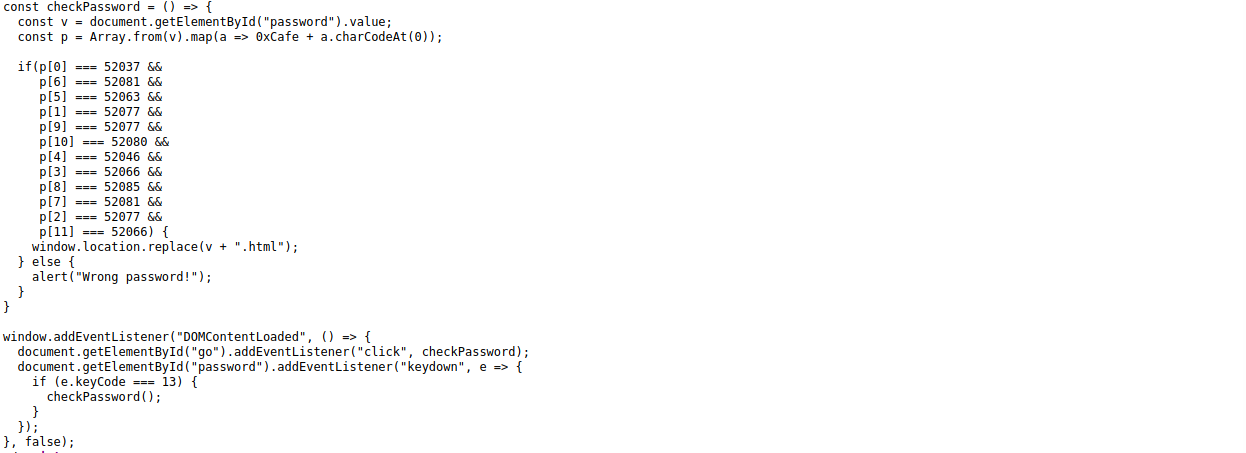 const checkPassword = () => {
  const v = document.getElementById("password").value;
  const p = Array.from(v).map(a => 0xCafe + a.charCodeAt(0));

  if(p[0] === 52037 &&
     p[6] === 52081 &&
     p[5] === 52063 &&
     p[1] === 52077 &&
     p[9] === 52077 &&
     p[10] === 52080 &&
     p[4] === 52046 &&
     p[3] === 52066 &&
     p[8] === 52085 &&
     p[7] === 52081 &&
     p[2] === 52077 &&
     p[11] === 52066) {
    window.location.replace(v + ".html");
  } else {
    alert("Wrong password!");
  }
}

window.addEventListener("DOMContentLoaded", () => {
  document.getElementById("go").addEventListener("click", checkPassword);
  document.getElementById("password").addEventListener("keydown", e => {
    if (e.keyCode === 13) {
      checkPassword();
    }
  });
}, false);